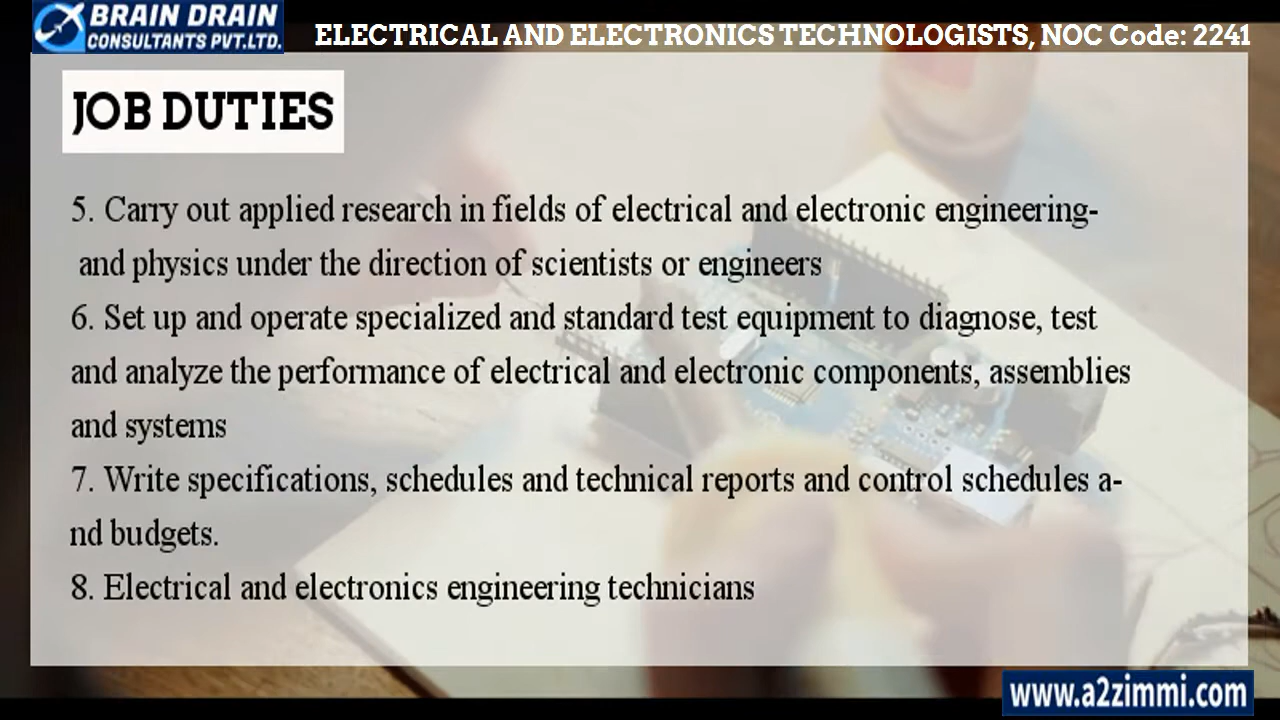 BRAIN DRAIN
CONSULTANTS PVT.LTD.
ELECTRICAL AND ELECTRONICS TECHNOLOGISTS, NOC Code: 2241
JOB DUTIES
5. Carry out applied research in fields of electrical and electronic engineering-
and physics under the direction of scientists or engineers
6. Set up and operate specialized and standard test equipment to diagnose, test
and analyze the performance of electrical and electronic components, assemblies
and systems
7. Write specifications, schedules and technical reports and control schedules a-
nd budgets.
8. Electrical and electronics engineering technicians
www.a2zimmi.com